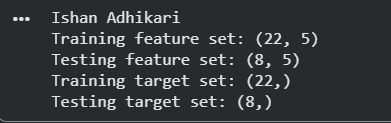 Ishan Adhikari
Training feature set: (22, 5)
Testing feature set: (8, 5)
Training target set: (22,)
Testing target set: (8,)